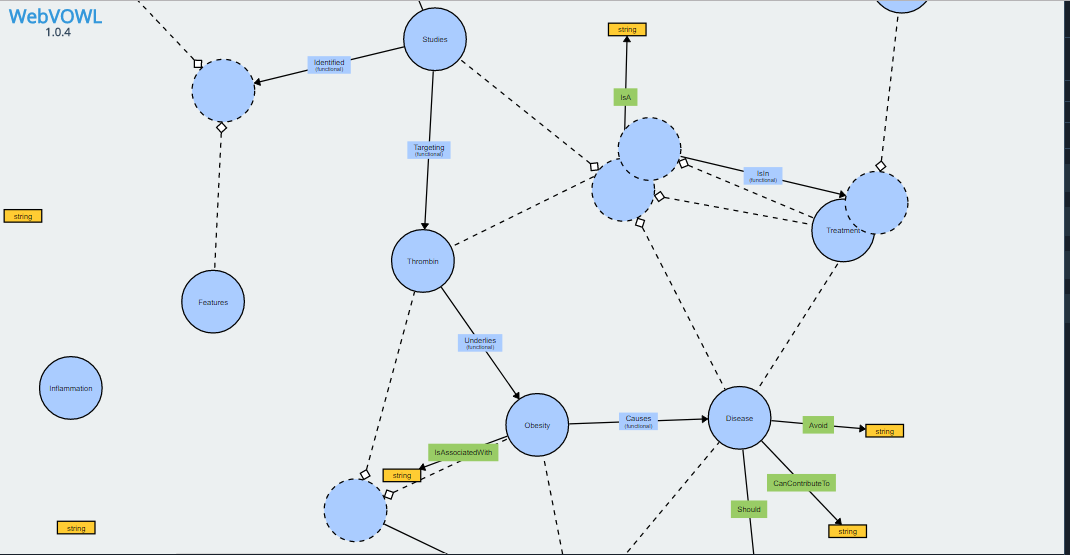 WebVOWL
1.0.4
Studies
string
Identified
(functional)
IsA
Targeting
(functional)
IsIn
(functional)
string
Treatment
Thrombin
Features
Underlies
(functional)
Inflammation
Obesity
Causes
(functional)
Disease
Avoid
string
IsAssociatedWith
string
CanContributeTo
Should
string
string